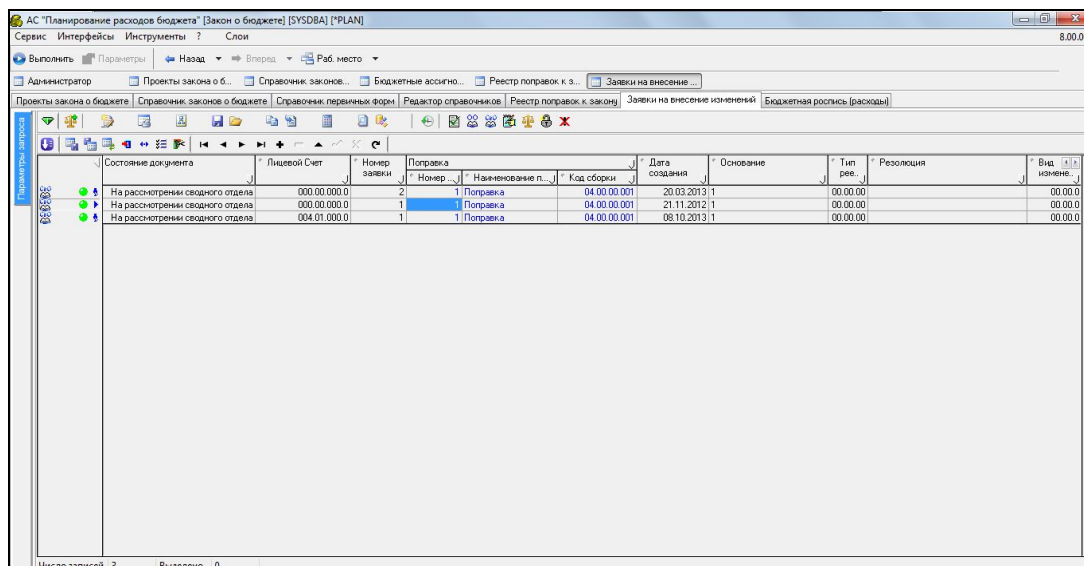 АС "Планирование расходов бюджета" [Закон о бюджете] [SYSDBA] [*PLAN]
Сервис Интерфейсы Инструменты ? Слои 8.00.0
Выполнить Параметры Назад Вперед Раб. место
Администратор Проекты закона о б... Справочник законов... Бюджетные ассигно... Реестр поправок к з... Заявки на внесение ...
Проекты закона о бюджете Справочник законов о бюджете Справочник первичных форм Редактор справочников Реестр поправок к закону Заявки на внесение изменений Бюджетная роспись (расходы)
Параметры запроса
Состояние документа Лицевой Счет Номер заявки Поправка Дата создания Основание Тип рее.. Резолюция Вид измене..
Номер ... Наименование п... Код сборки
На рассмотрении сводного отдела 000.00.000.0 2 1 Поправка 04.00.00.001 20.03.2013 1 00.00.00 00.00.0
На рассмотрении сводного отдела 000.00.000.0 1 1 Поправка 04.00.00.001 21.11.2012 1 00.00.00 00.00.0
На рассмотрении сводного отдела 004.01.000.0 1 1 Поправка 04.00.00.001 08.10.2013 1 00.00.00 00.00.0
Число записей 3 Выделено 0